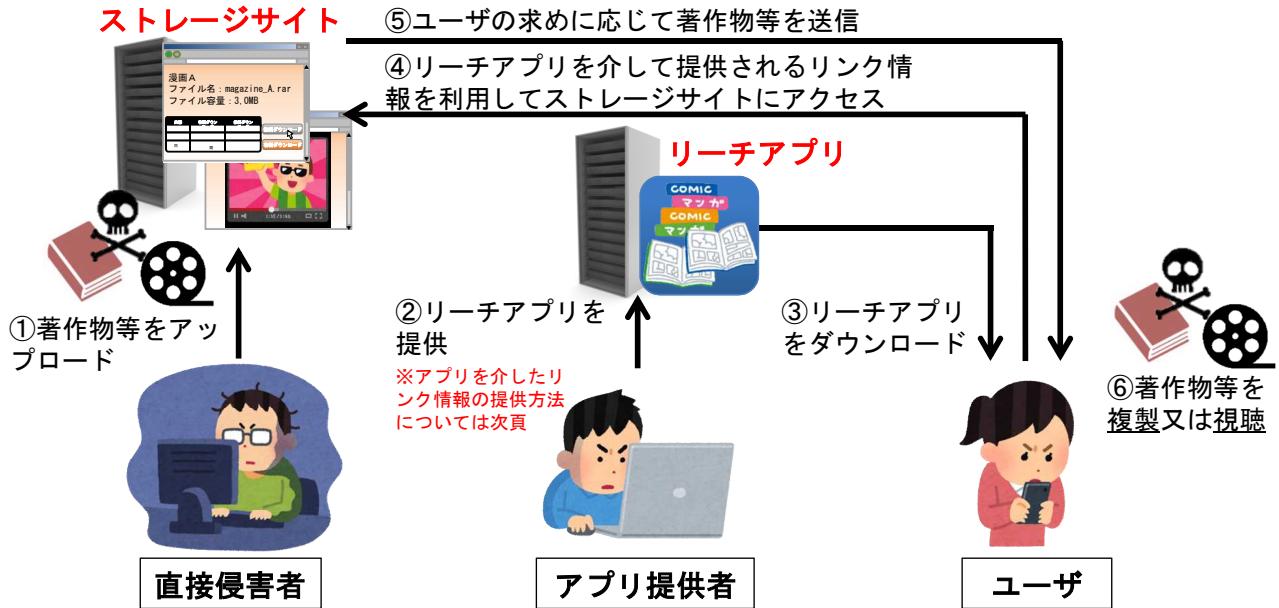 ストレージサイト
⑤ユーザの求めに応じて著作物等を送信
④リーチアプリを介して提供されるリンク情
報を利用してストレージサイトにアクセス
漫画A
ファイル名：magazine_A.rar
ファイル容量：3,0MB
リーチアプリ
COMIC
マンガ
COMIC
マンガ
①著作物等をアッ
プロード
②リーチアプリを
提供
※アプリを介したリ
ンク情報の提供方法
については次頁
③リーチアプリ
をダウンロード
⑥著作物等を
複製又は視聴
直接侵害者
アプリ提供者
ユーザ